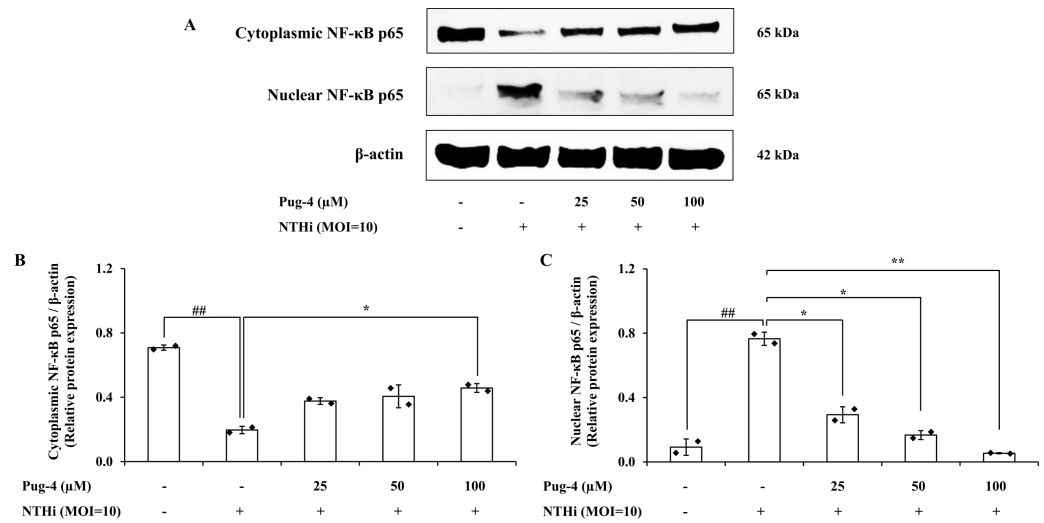 A
Cytoplasmic NF-κB p65 65 kDa
Nuclear NF-κB p65 65 kDa
β-actin 42 kDa
Pug-4 (μM) - - 25 50 100
NTHi (MOI=10) - + + + +
B
Cytoplasmic NF-κB p65 / β-actin
(Relative protein expression)
1.2
0.8
0.4
0.0
##
*
Pug-4 (μM) - - 25 50 100
NTHi (MOI=10) - + + + +
C
Nuclear NF-κB p65 / β-actin
(Relative protein expression)
1.2
0.8
0.4
0.0
**
*
## *
Pug-4 (μM) - - 25 50 100
NTHi (MOI=10) - + + + +